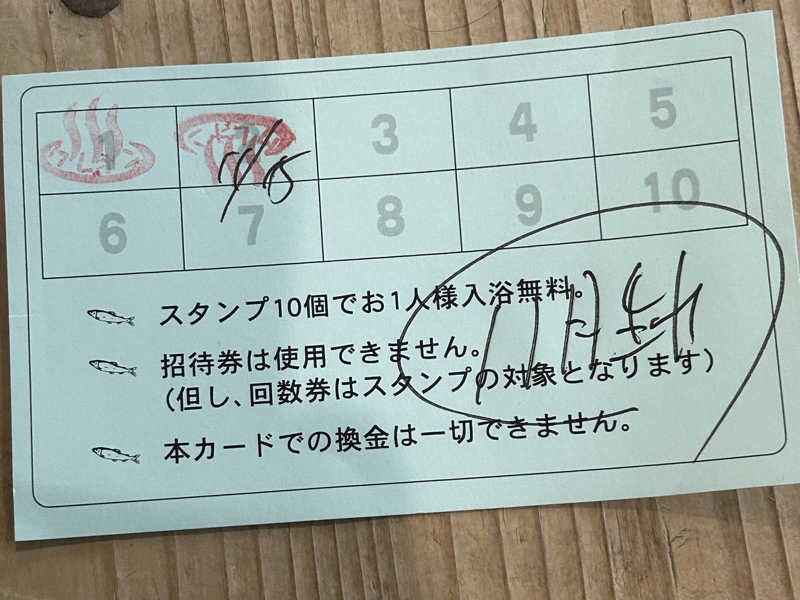 1 2 3 4 5
7/15
6 7 8 9 10
スタンプ10個でお1人様入浴無料。
招待券は使用できません。
(但し、回数券はスタンプの対象となります)
本カードでの換金は一切できません。